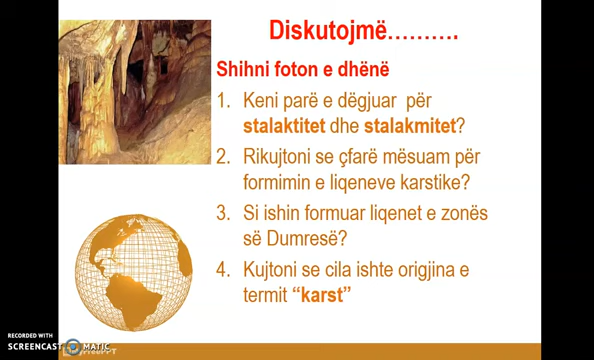 Diskutojmë……….
Shihni foton e dhënë
1. Keni parë e dëgjuar për
stalaktitet dhe stalakmitet?
2. Rikujtoni se çfarë mësuam për
formimin e liqeneve karstike?
3. Si ishin formuar liqenet e zonës
së Dumresë?
4. Kujtoni se cila ishte origjina e
termit “karst”
RECORDED WITH
SCREENCAST MATIC